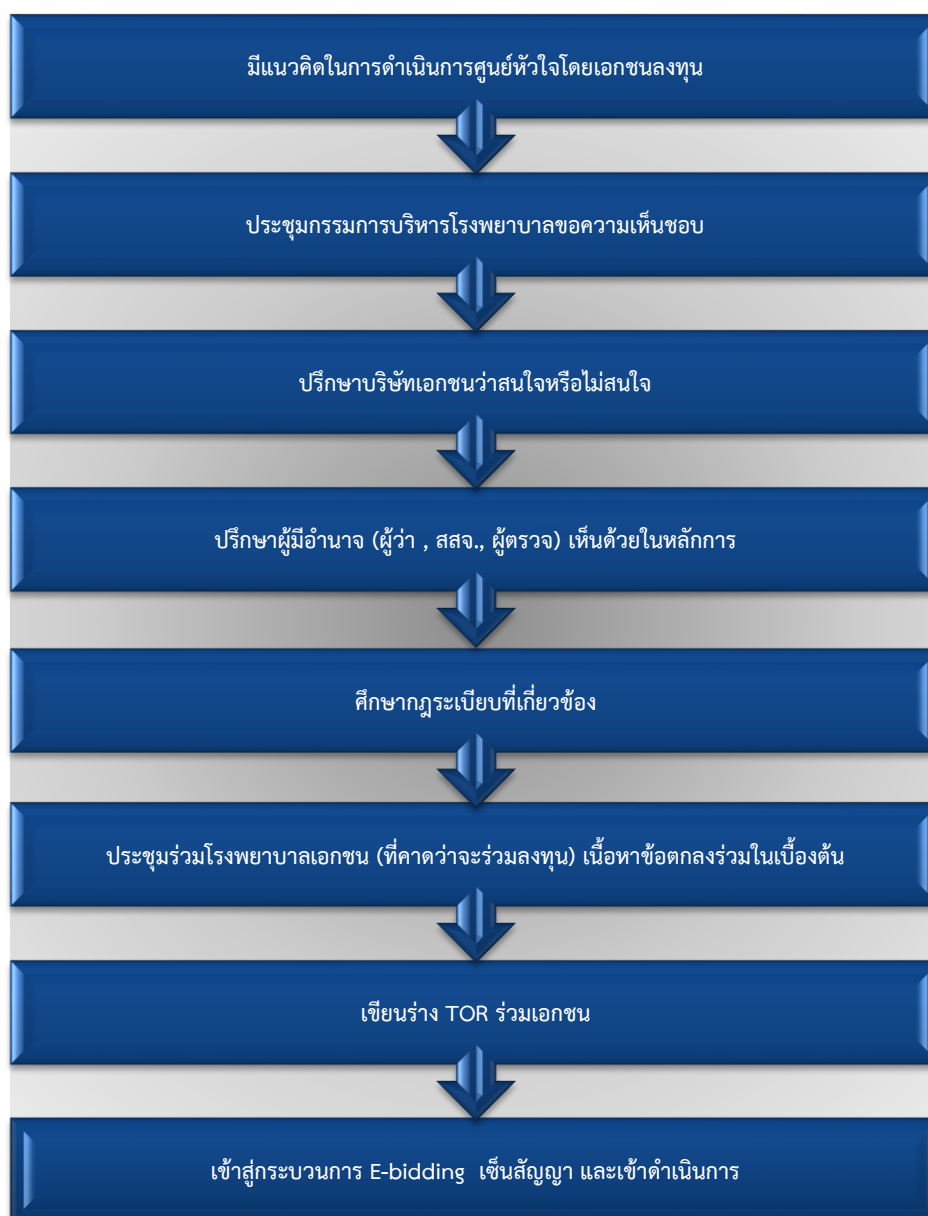 มีแนวคิดในการดำเนินการศูนย์หัวใจโดยเอกชนลงทุน
ประชุมกรรมการบริหารโรงพยาบาลขอความเห็นชอบ
ปรึกษาบริษัทเอกชนว่าสนใจหรือไม่สนใจ
ปรึกษาผู้มีอำนาจ (ผู้ว่า , สสจ., ผู้ตรวจ) เห็นด้วยในหลักการ
ศึกษากฎระเบียบที่เกี่ยวข้อง
ประชุมร่วมโรงพยาบาลเอกชน (ที่คาดว่าจะร่วมลงทุน) เนื้อหาข้อตกลงร่วมในเบื้องต้น
เขียนร่าง TOR ร่วมเอกชน
เข้าสู่กระบวนการ E-bidding เซ็นสัญญา และเข้าดำเนินการ